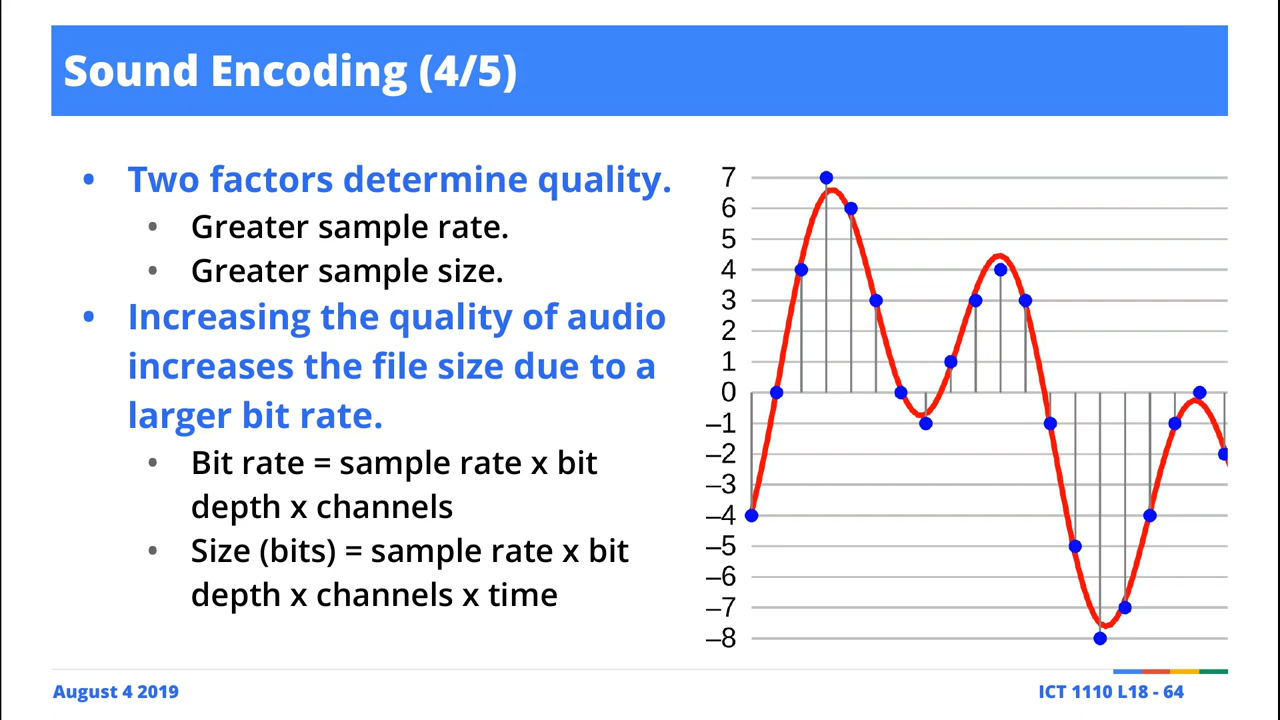 Sound Encoding (4/5)
• Two factors determine quality.
• Greater sample rate.
• Greater sample size.
• Increasing the quality of audio
increases the file size due to a
larger bit rate.
• Bit rate = sample rate x bit
depth x channels
• Size (bits) = sample rate x bit
depth x channels x time
7
6
5
4
3
2
1
0
–1
–2
–3
–4
–5
–6
–7
–8
August 4 2019
ICT 1110 L18 - 64